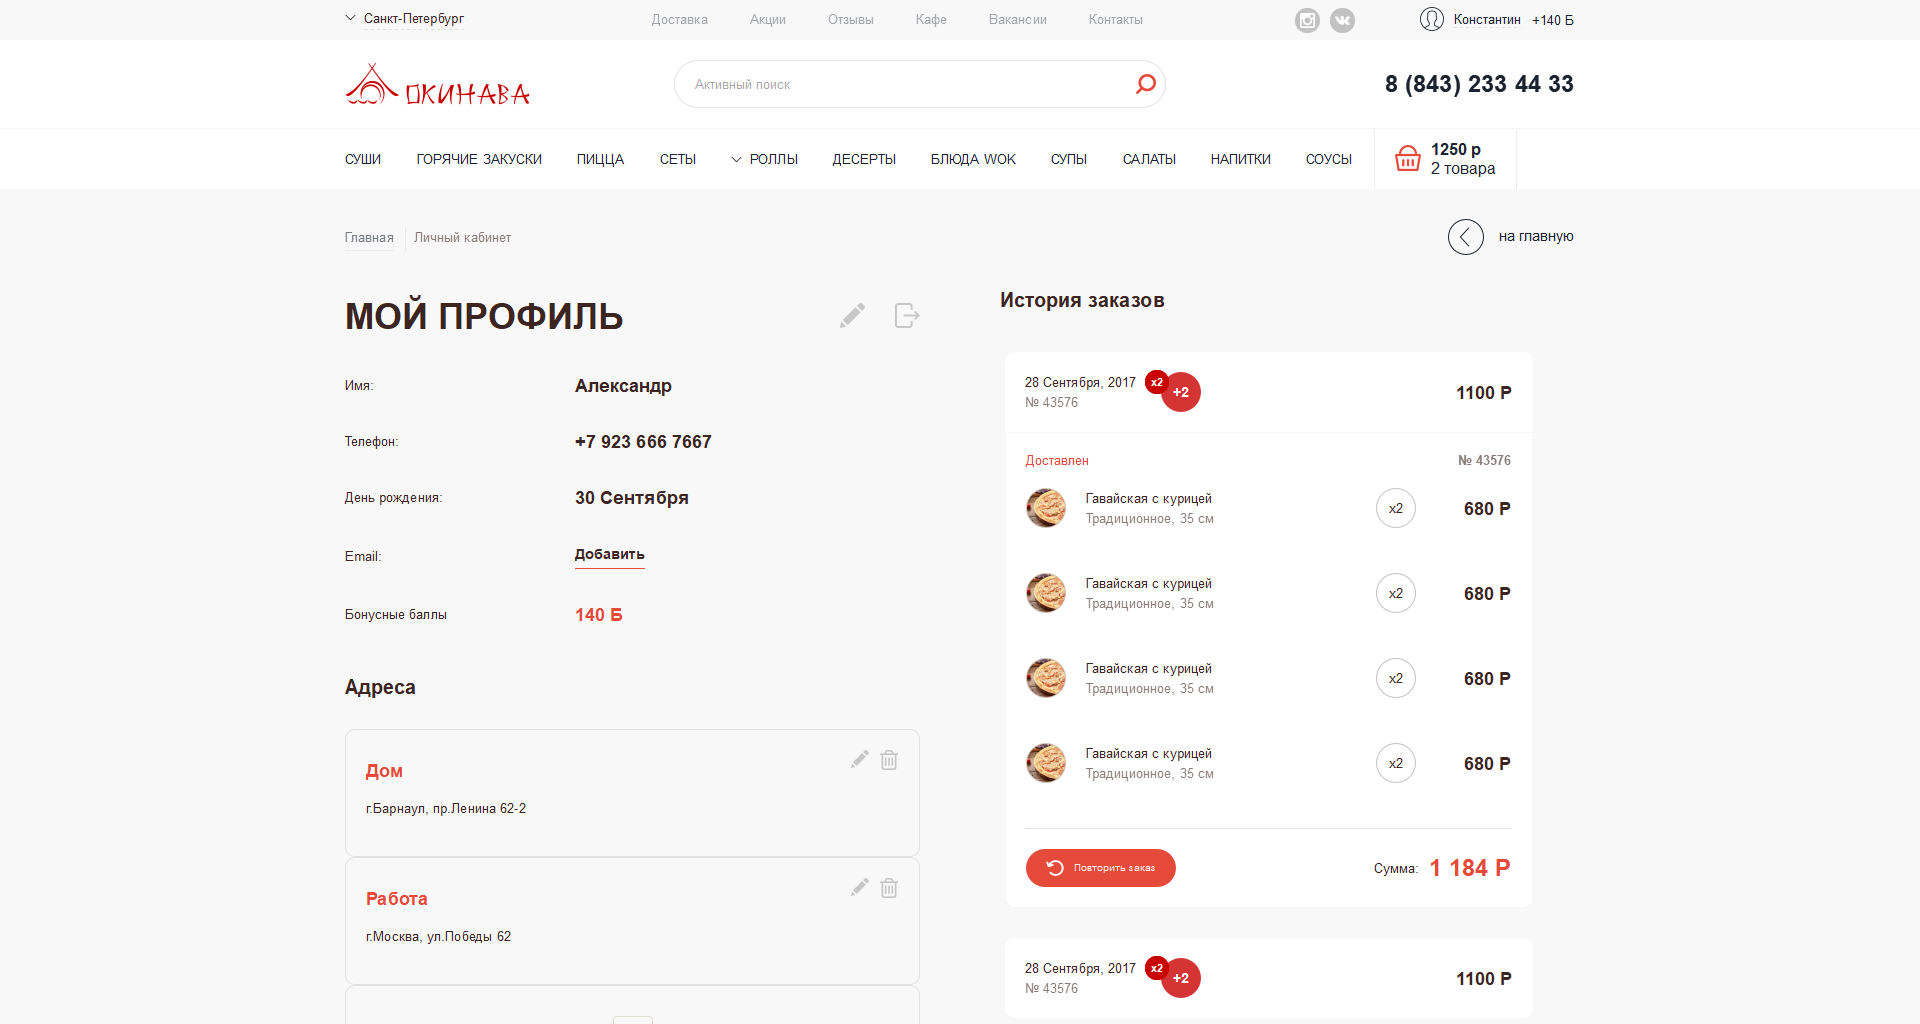 Санкт-Петербург
Доставка Акции Отзывы Кафе Вакансии Контакты
Константин +140 Б
ОКИНАВА
Активный поиск
8 (843) 233 44 33
СУШИ ГОРЯЧИЕ ЗАКУСКИ ПИЦЦА СЕТЫ РОЛЛЫ ДЕСЕРТЫ БЛЮДА WOK СУПЫ САЛАТЫ НАПИТКИ СОУСЫ
1250 р
2 товара
Главная Личный кабинет
на главную
МОЙ ПРОФИЛЬ
Имя: Александр
Телефон: +7 923 666 7667
День рождения: 30 Сентября
Email: Добавить
Бонусные баллы 140 Б
Адреса
Дом
г.Барнаул, пр.Ленина 62-2
Работа
г.Москва, ул.Победы 62
История заказов
28 Сентября, 2017 x2 +2 1100 Р
№ 43576
Доставлен № 43576
Гавайская с курицей
Традиционное, 35 см
x2 680 Р
Гавайская с курицей
Традиционное, 35 см
x2 680 Р
Гавайская с курицей
Традиционное, 35 см
x2 680 Р
Гавайская с курицей
Традиционное, 35 см
x2 680 Р
Повторить заказ Сумма: 1 184 Р
28 Сентября, 2017 x2 +2 1100 Р
№ 43576